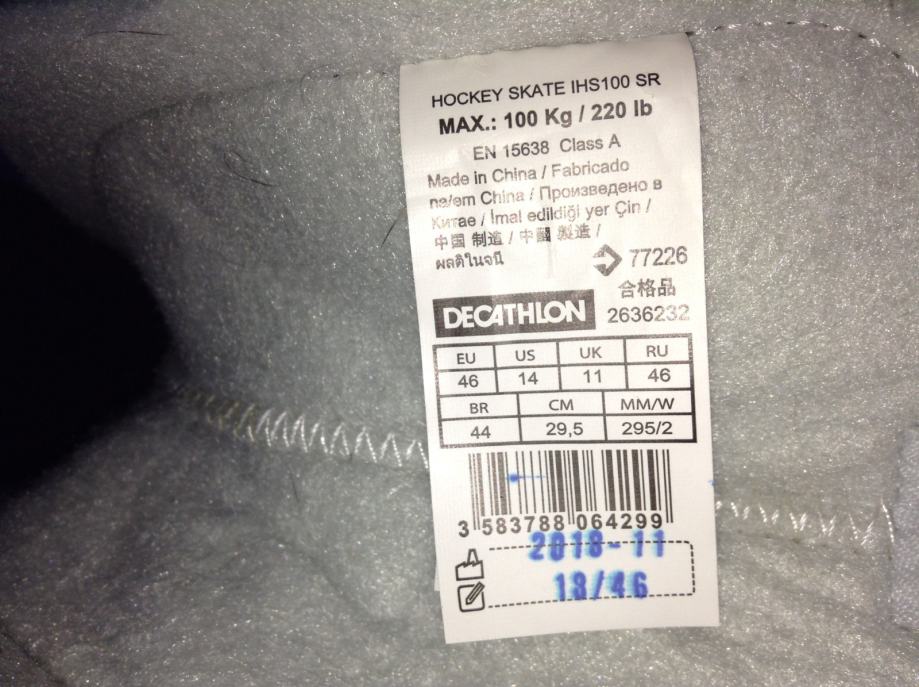 HOCKEY SKATE IHS100 SR
MAX.: 100 Kg / 220 lb
EN 15638 Class A
Made in China / Fabricado
na/em China / Произведено в
Китае / İmal edildiği yer Çin /
中国 制造 / 中國 製造 /
ผลิตในจีน
77226
合格品
DECATHLON 2636232
EU US UK RU
46 14 11 46
BR CM MM/W
44 29,5 295/2
3 583788 064299
2018-11
13/46